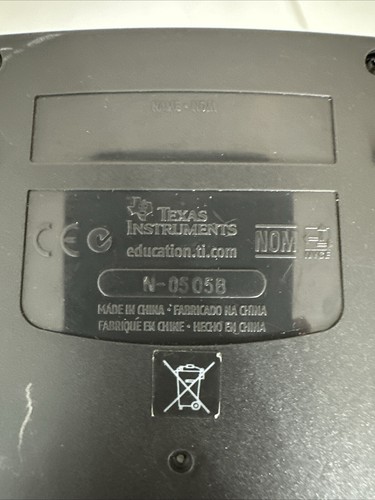 NAME • NOM
TEXAS
INSTRUMENTS
CE
education.ti.com
NOM
N-0505B
MADE IN CHINA • FABRICADO NA CHINA
FABRIQUÉ EN CHINE • HECHO EN CHINA